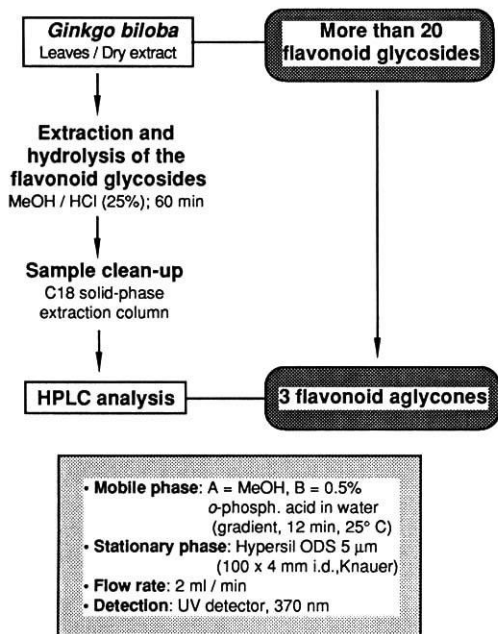 Ginkgo biloba
Leaves / Dry extract
More than 20
flavonoid glycosides
Extraction and
hydrolysis of the
flavonoid glycosides
MeOH / HCl (25%); 60 min
Sample clean-up
C18 solid-phase
extraction column
HPLC analysis
3 flavonoid aglycones
• Mobile phase: A = MeOH, B = 0.5%
o-phosph. acid in water
(gradient, 12 min, 25° C)
• Stationary phase: Hypersil ODS 5 µm
(100 x 4 mm i.d.,Knauer)
• Flow rate: 2 ml / min
• Detection: UV detector, 370 nm